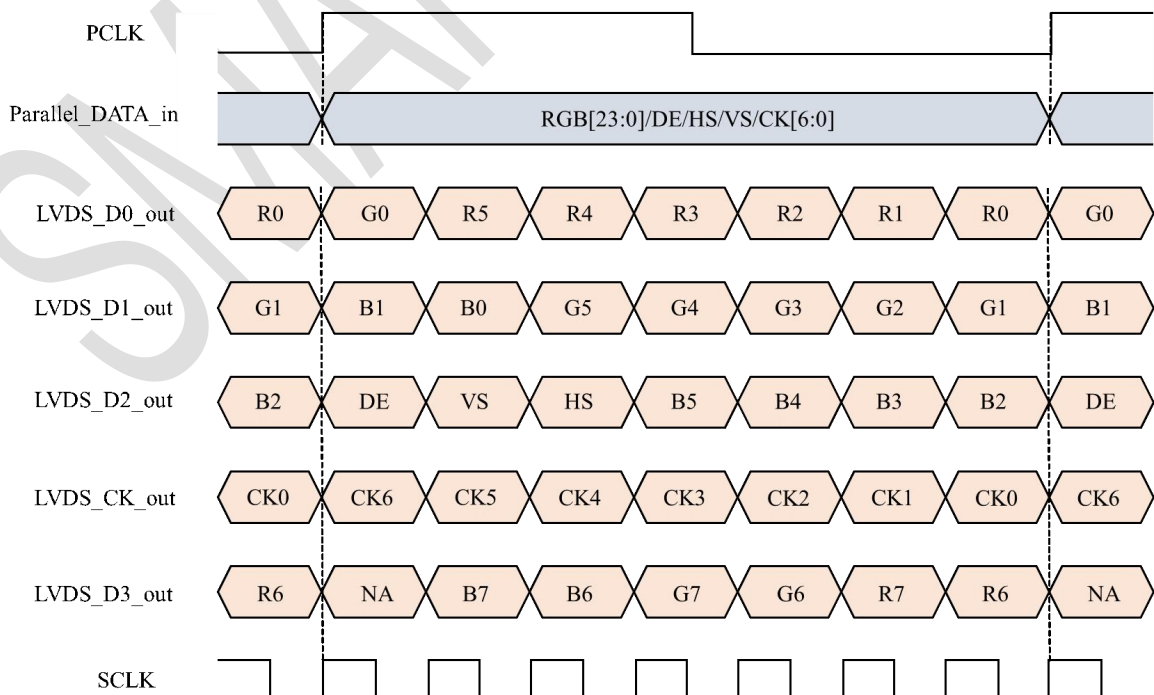 PCLK
Parallel_DATA_in RGB[23:0]/DE/HS/VS/CK[6:0]
LVDS_D0_out R0 G0 R5 R4 R3 R2 R1 R0 G0
LVDS_D1_out G1 B1 B0 G5 G4 G3 G2 G1 B1
LVDS_D2_out B2 DE VS HS B5 B4 B3 B2 DE
LVDS_CK_out CK0 CK6 CK5 CK4 CK3 CK2 CK1 CK0 CK6
LVDS_D3_out R6 NA B7 B6 G7 G6 R7 R6 NA
SCLK